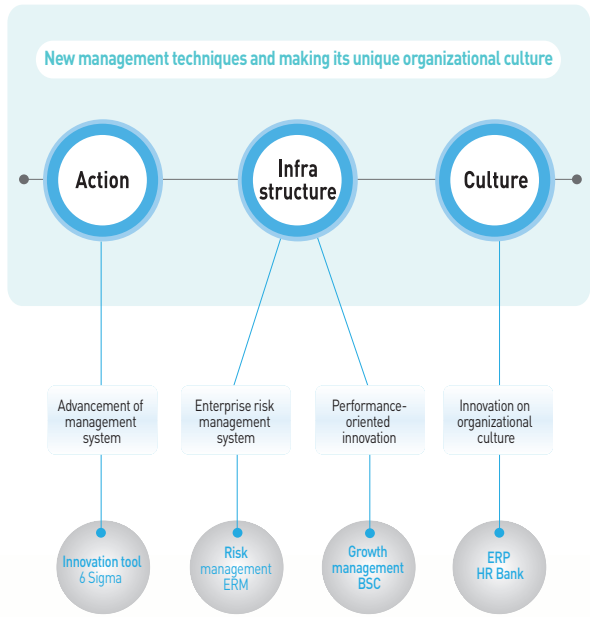 New management techniques and making its unique organizational culture
Action
Infra
structure
Culture
Advancement of
management
system
Enterprise risk
management
system
Performance-
oriented
innovation
Innovation on
organizational
culture
Innovation tool
6 Sigma
Risk
management
ERM
Growth
management
BSC
ERP
HR Bank